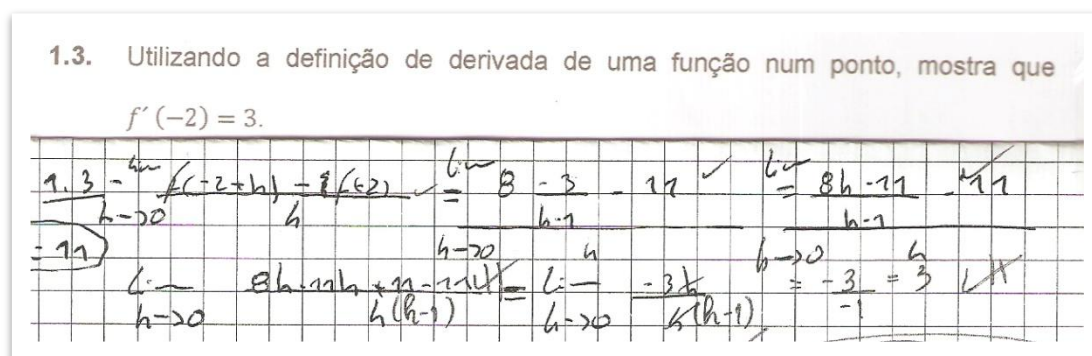 1.3. Utilizando a definição de derivada de uma função num ponto, mostra que
f´(−2) = 3.
1.3 - lim h->0 f(-2+h) - f(-2) / h = lim h->0 8 - 3/(h-1) - 11 / h = lim h->0 (8h-11)/(h-1) - 11 / h
= 11
lim h->0 8h-11h+11-11 / h(h-1) = lim h->0 -3h / h(h-1) = -3/-1 = 3